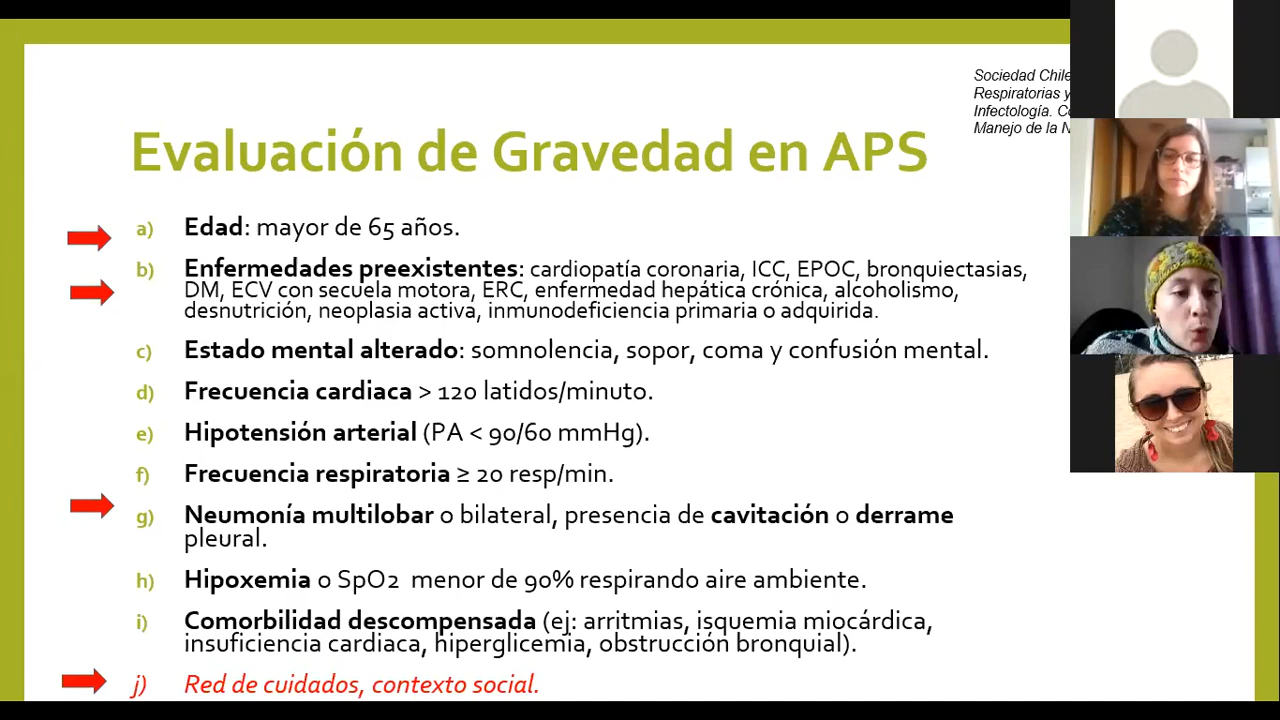 Sociedad Chile
Respiratorias y
Infectología. C
Manejo de la N
Evaluación de Gravedad en APS
a) Edad: mayor de 65 años.
b) Enfermedades preexistentes: cardiopatía coronaria, ICC, EPOC, bronquiectasias,
DM, ECV con secuela motora, ERC, enfermedad hepática crónica, alcoholismo,
desnutrición, neoplasia activa, inmunodeficiencia primaria o adquirida.
c) Estado mental alterado: somnolencia, sopor, coma y confusión mental.
d) Frecuencia cardiaca > 120 latidos/minuto.
e) Hipotensión arterial (PA < 90/60 mmHg).
f) Frecuencia respiratoria ≥ 20 resp/min.
g) Neumonía multilobar o bilateral, presencia de cavitación o derrame
pleural.
h) Hipoxemia o SpO2 menor de 90% respirando aire ambiente.
i) Comorbilidad descompensada (ej: arritmias, isquemia miocárdica,
insuficiencia cardiaca, hiperglicemia, obstrucción bronquial).
j) Red de cuidados, contexto social.